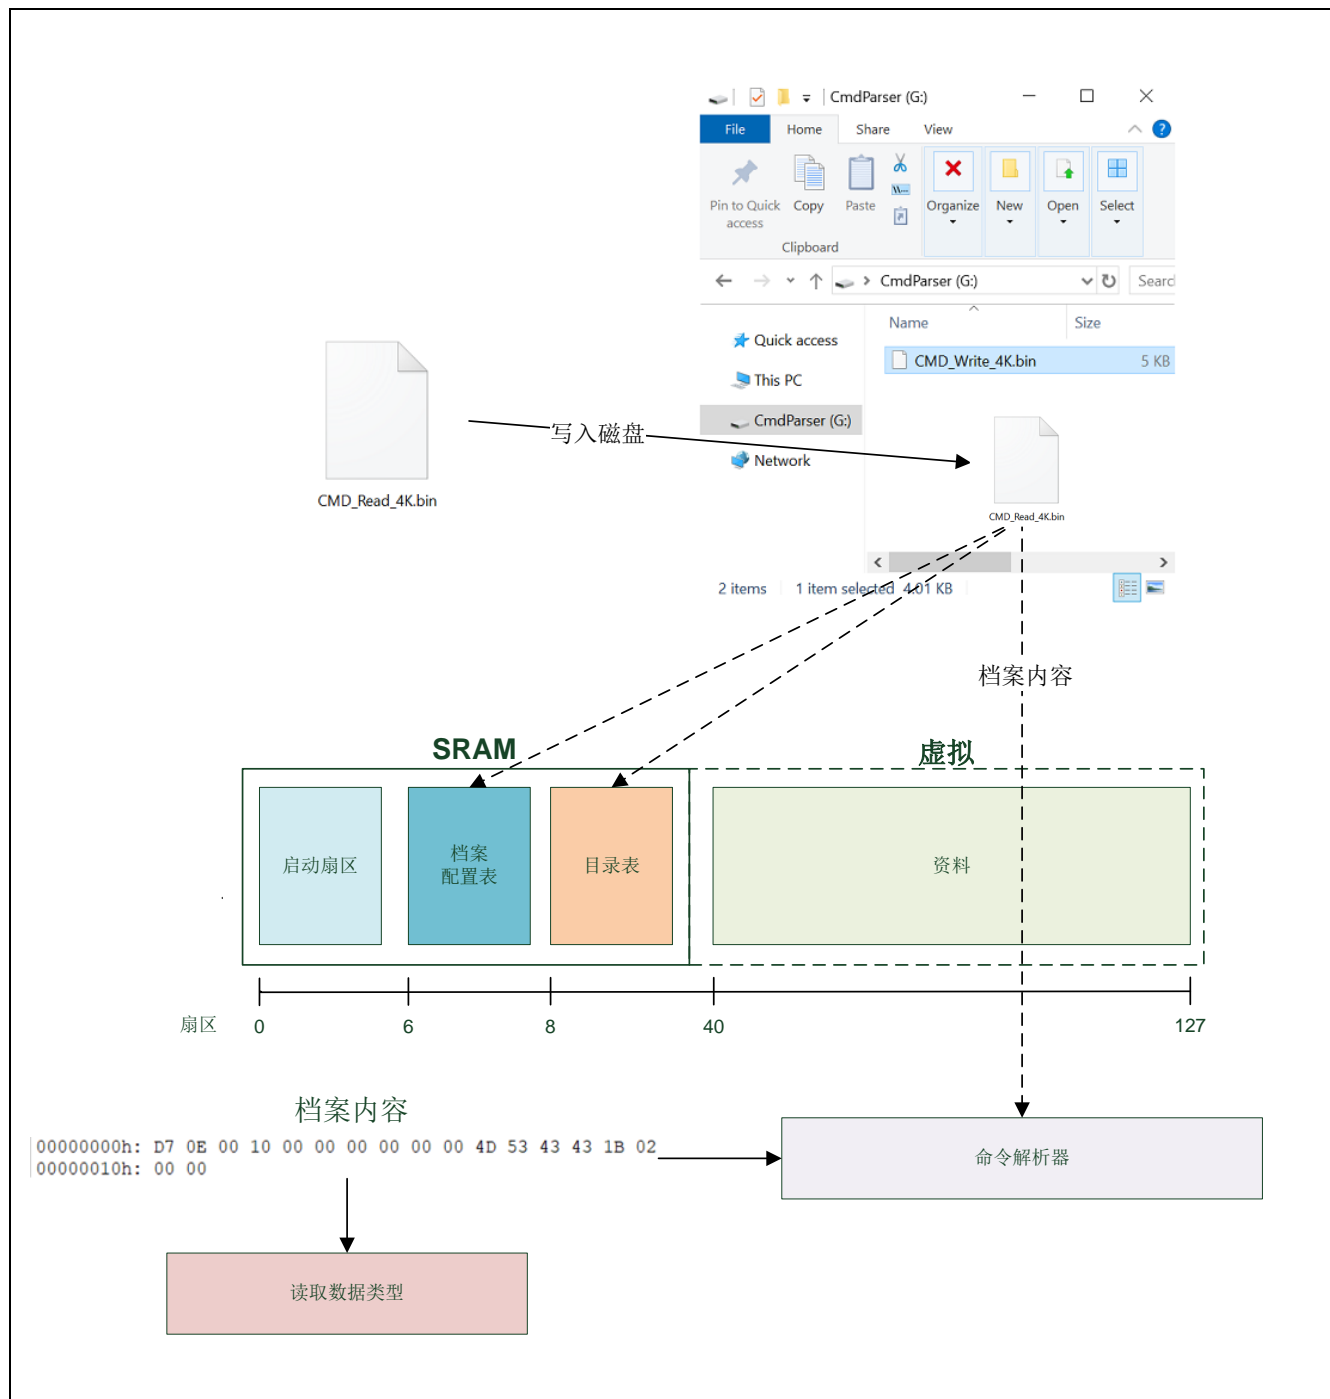 CmdParser (G:)
File Home Share View
Pin to Quick access
Copy
Paste
Organize
New
Open
Select
Clipboard
CmdParser (G:)
Searc
Name Size
Quick access
CMD_Write_4K.bin 5 KB
This PC
CmdParser (G:)
Network
写入磁盘
CMD_Read_4K.bin
CMD_Read_4K.bin
2 items 1 item selected 4.01 KB
档案内容
SRAM
虚拟
启动扇区
档案
配置表
目录表
资料
扇区 0 6 8 40 127
档案内容
00000000h: D7 0E 00 10 00 00 00 00 00 00 4D 53 43 43 1B 02
00000010h: 00 00
命令解析器
读取数据类型